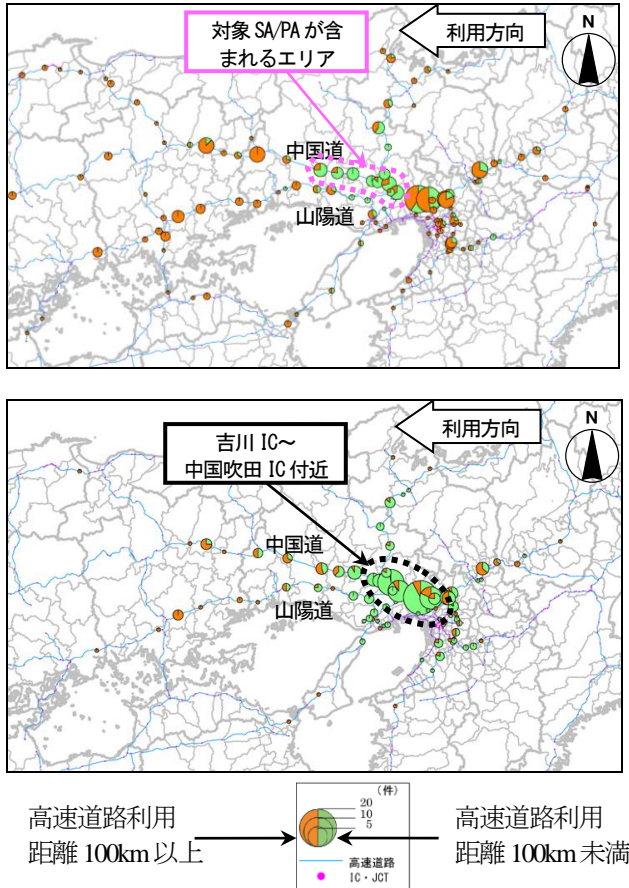 対象 SA/PA が含
まれるエリア
利用方向
N
中国道
山陽道
吉川 IC～
中国吹田 IC 付近
利用方向
N
中国道
山陽道
高速道路利用
距離 100km 以上
(件)
20
10
5
高速道路
IC・JCT
高速道路利用
距離 100km 未満